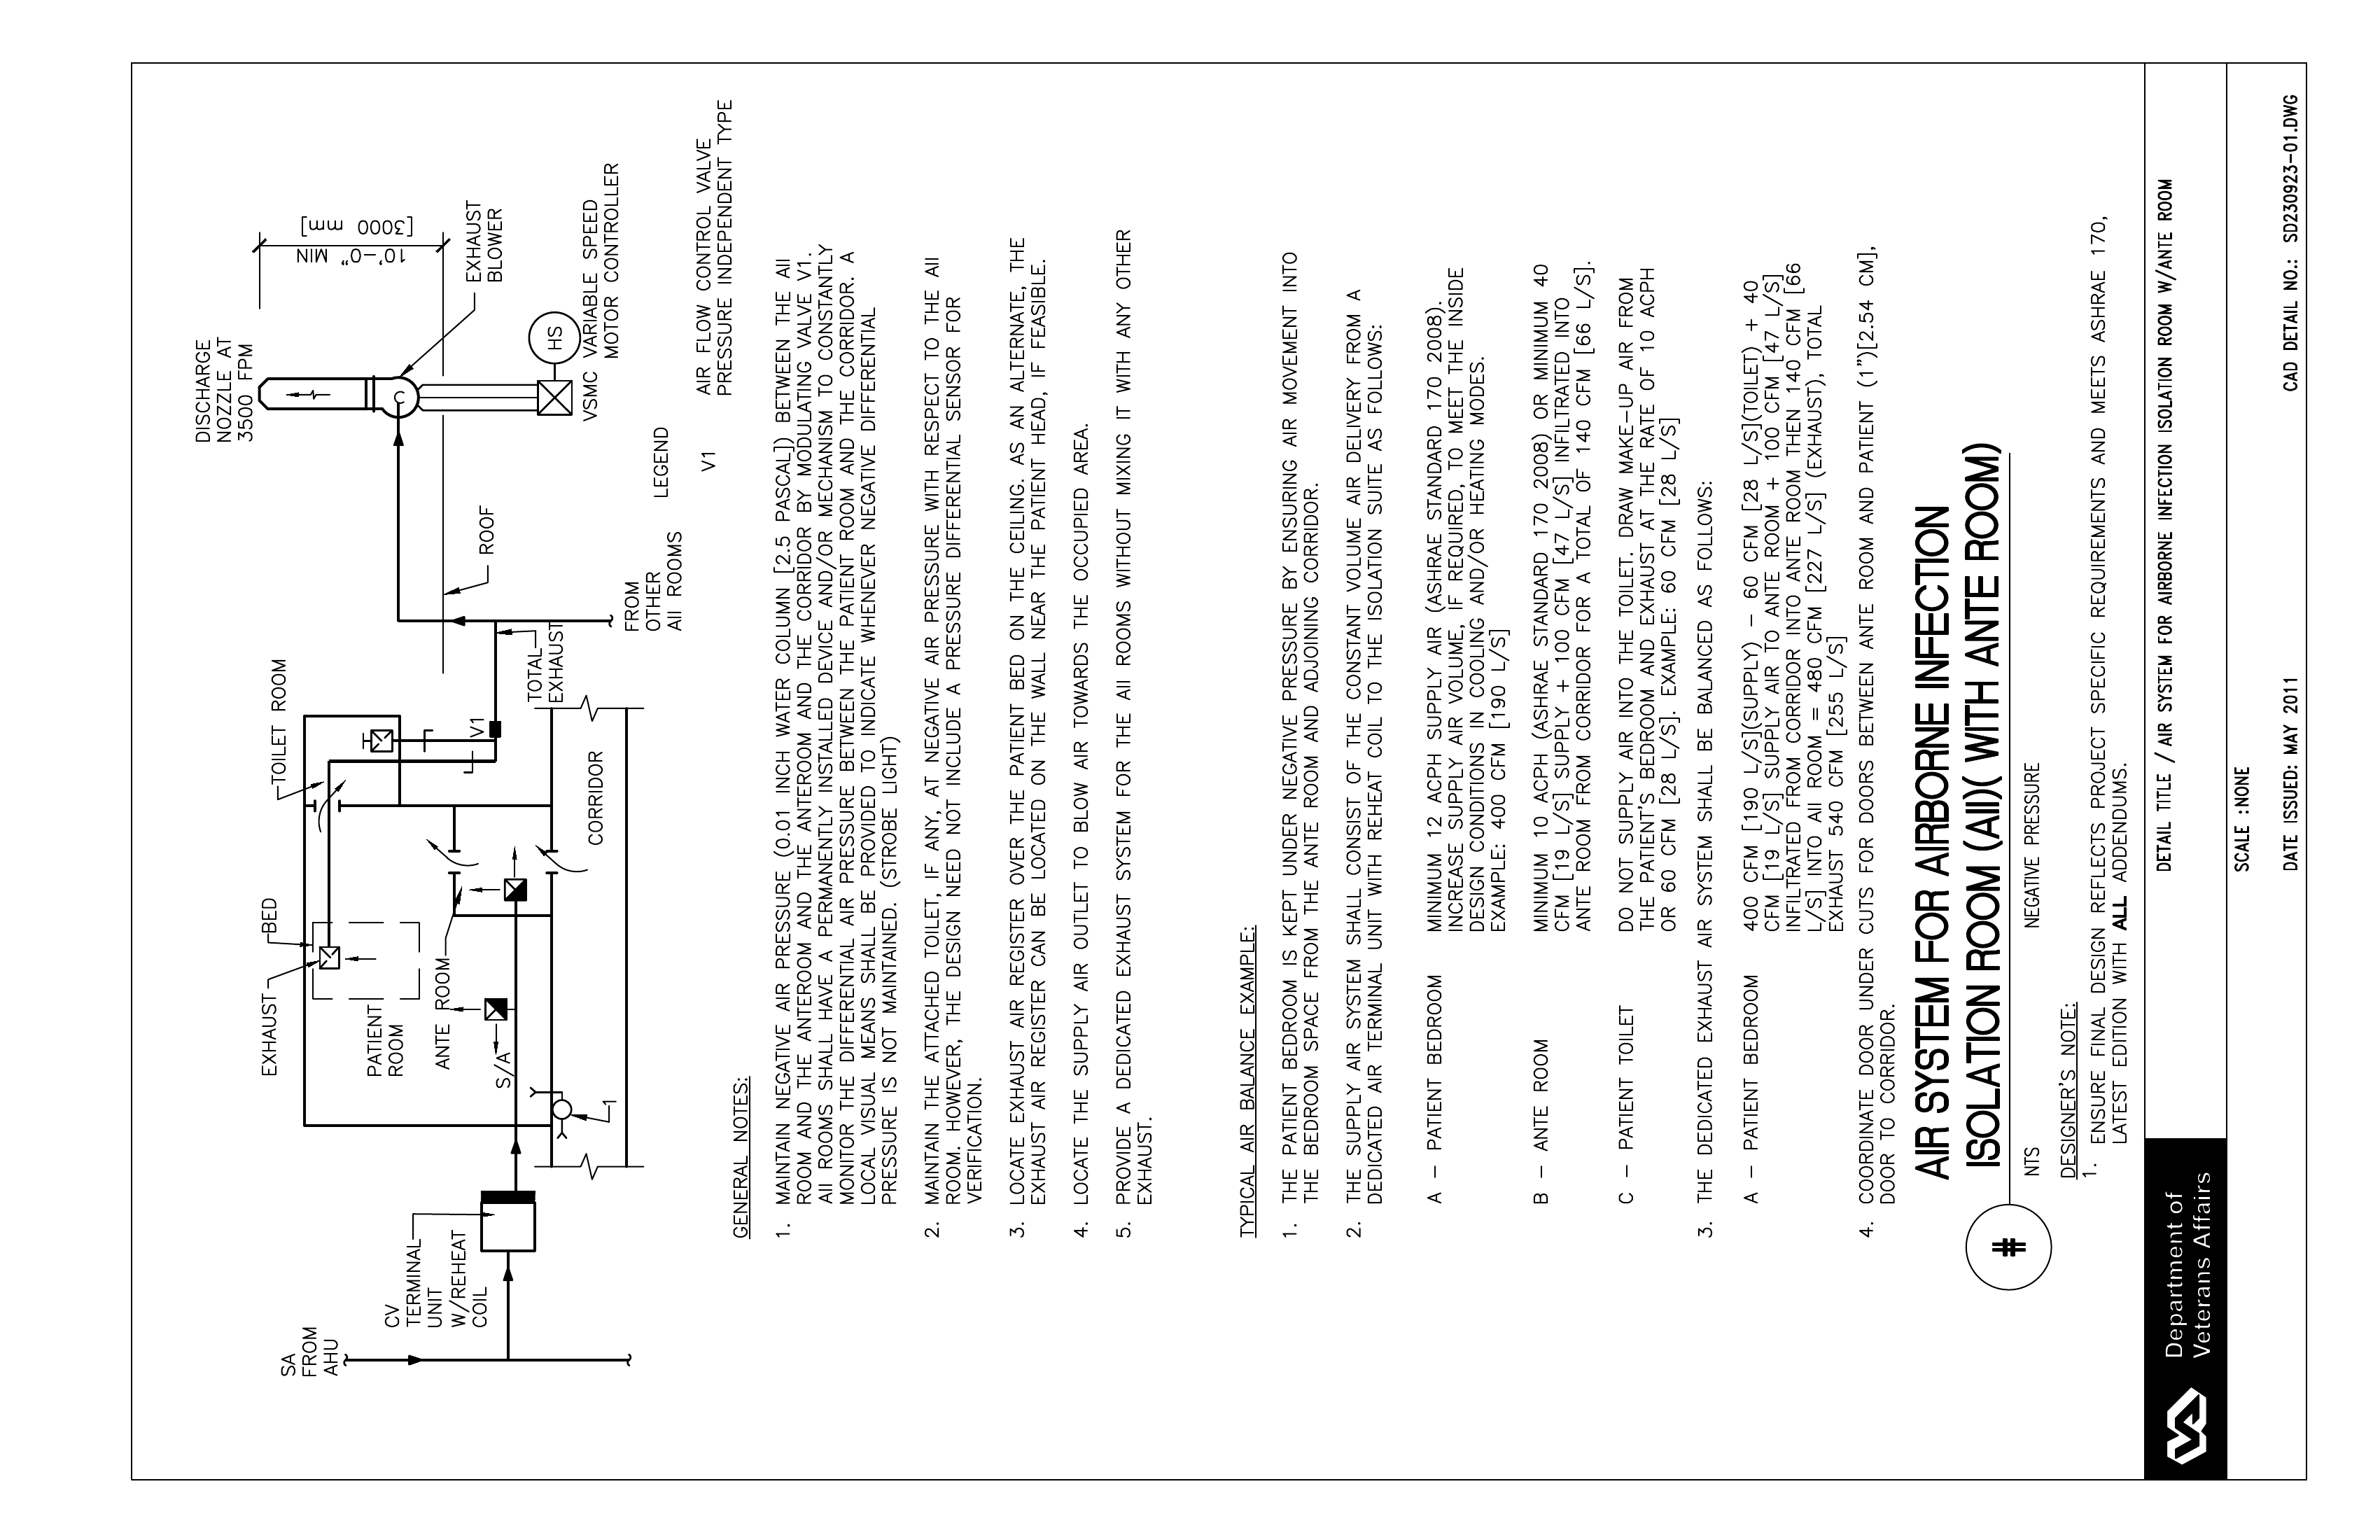 SA
FROM
AHU
CV
TERMINAL
UNIT
W/REHEAT
COIL
EXHAUST
BED
TOILET ROOM
PATIENT
ROOM
ANTE ROOM
S/A
1
V1
CORRIDOR
TOTAL
EXHAUST
ROOF
FROM
OTHER
AII ROOMS
DISCHARGE
NOZZLE AT
3500 FPM
10'-0" MIN
[3000 mm]
C
EXHAUST
BLOWER
HS
VSMC VARIABLE SPEED
MOTOR CONTROLLER
LEGEND
V1 AIR FLOW CONTROL VALVE
PRESSURE INDEPENDENT TYPE
GENERAL NOTES:
1. MAINTAIN NEGATIVE AIR PRESSURE (0.01 INCH WATER COLUMN [2.5 PASCAL]) BETWEEN THE AII
ROOM AND THE ANTEROOM AND THE ANTEROOM AND THE CORRIDOR BY MODULATING VALVE V1.
AII ROOMS SHALL HAVE A PERMANENTLY INSTALLED DEVICE AND/OR MECHANISM TO CONSTANTLY
MONITOR THE DIFFERENTIAL AIR PRESSURE BETWEEN THE PATIENT ROOM AND THE CORRIDOR. A
LOCAL VISUAL MEANS SHALL BE PROVIDED TO INDICATE WHENEVER NEGATIVE DIFFERENTIAL
PRESSURE IS NOT MAINTAINED. (STROBE LIGHT)
2. MAINTAIN THE ATTACHED TOILET, IF ANY, AT NEGATIVE AIR PRESSURE WITH RESPECT TO THE AII
ROOM. HOWEVER, THE DESIGN NEED NOT INCLUDE A PRESSURE DIFFERENTIAL SENSOR FOR
VERIFICATION.
3. LOCATE EXHAUST AIR REGISTER OVER THE PATIENT BED ON THE CEILING. AS AN ALTERNATE, THE
EXHAUST AIR REGISTER CAN BE LOCATED ON THE WALL NEAR THE PATIENT HEAD, IF FEASIBLE.
4. LOCATE THE SUPPLY AIR OUTLET TO BLOW AIR TOWARDS THE OCCUPIED AREA.
5. PROVIDE A DEDICATED EXHAUST SYSTEM FOR THE AII ROOMS WITHOUT MIXING IT WITH ANY OTHER
EXHAUST.
TYPICAL AIR BALANCE EXAMPLE:
1. THE PATIENT BEDROOM IS KEPT UNDER NEGATIVE PRESSURE BY ENSURING AIR MOVEMENT INTO
THE BEDROOM SPACE FROM THE ANTE ROOM AND ADJOINING CORRIDOR.
2. THE SUPPLY AIR SYSTEM SHALL CONSIST OF THE CONSTANT VOLUME AIR DELIVERY FROM A
DEDICATED AIR TERMINAL UNIT WITH REHEAT COIL TO THE ISOLATION SUITE AS FOLLOWS:
A - PATIENT BEDROOM MINIMUM 12 ACPH SUPPLY AIR (ASHRAE STANDARD 170 2008).
INCREASE SUPPLY AIR VOLUME, IF REQUIRED, TO MEET THE INSIDE
DESIGN CONDITIONS IN COOLING AND/OR HEATING MODES.
EXAMPLE: 400 CFM [190 L/S]
B - ANTE ROOM MINIMUM 10 ACPH (ASHRAE STANDARD 170 2008) OR MINIMUM 40
CFM [19 L/S] SUPPLY + 100 CFM [47 L/S] INFILTRATED INTO
ANTE ROOM FROM CORRIDOR FOR A TOTAL OF 140 CFM [66 L/S].
C - PATIENT TOILET DO NOT SUPPLY AIR INTO THE TOILET. DRAW MAKE-UP AIR FROM
THE PATIENT'S BEDROOM AND EXHAUST AT THE RATE OF 10 ACPH
OR 60 CFM [28 L/S]. EXAMPLE: 60 CFM [28 L/S]
3. THE DEDICATED EXHAUST AIR SYSTEM SHALL BE BALANCED AS FOLLOWS:
A - PATIENT BEDROOM 400 CFM [190 L/S](SUPPLY) - 60 CFM [28 L/S](TOILET) + 40
CFM [19 L/S] SUPPLY AIR TO ANTE ROOM + 100 CFM [47 L/S]
INFILTRATED FROM CORRIDOR INTO ANTE ROOM THEN 140 CFM [66
L/S] INTO AII ROOM = 480 CFM [227 L/S] (EXHAUST), TOTAL
EXHAUST 540 CFM [255 L/S]
4. COORDINATE DOOR UNDER CUTS FOR DOORS BETWEEN ANTE ROOM AND PATIENT (1")[2.54 CM],
DOOR TO CORRIDOR.
#
AIR SYSTEM FOR AIRBORNE INFECTION
ISOLATION ROOM (AII)( WITH ANTE ROOM)
NTS NEGATIVE PRESSURE
DESIGNER'S NOTE:
1. ENSURE FINAL DESIGN REFLECTS PROJECT SPECIFIC REQUIREMENTS AND MEETS ASHRAE 170,
LATEST EDITION WITH ALL ADDENDUMS.
Department of
Veterans Affairs
DETAIL TITLE / AIR SYSTEM FOR AIRBORNE INFECTION ISOLATION ROOM W/ANTE ROOM
SCALE :NONE
DATE ISSUED: MAY 2011 CAD DETAIL NO.: SD230923-01.DWG